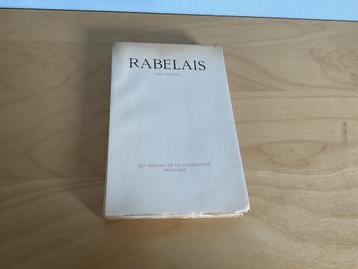 RABELAIS
LES TRÉSORS DE LA LITTÉRATURE
FRANÇAISE